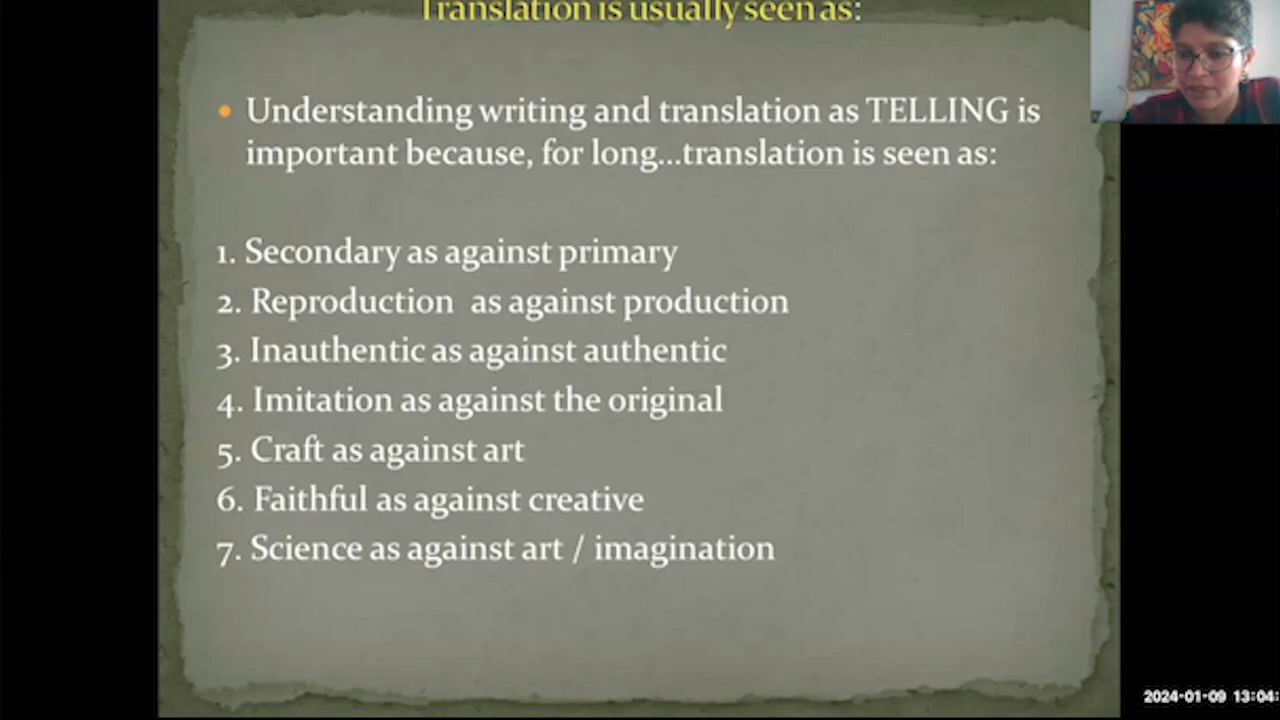 Translation is usually seen as:
Understanding writing and translation as TELLING is
important because, for long...translation is seen as:
1. Secondary as against primary
2. Reproduction as against production
3. Inauthentic as against authentic
4. Imitation as against the original
5. Craft as against art
6. Faithful as against creative
7. Science as against art / imagination
2024-01-09 13:04: